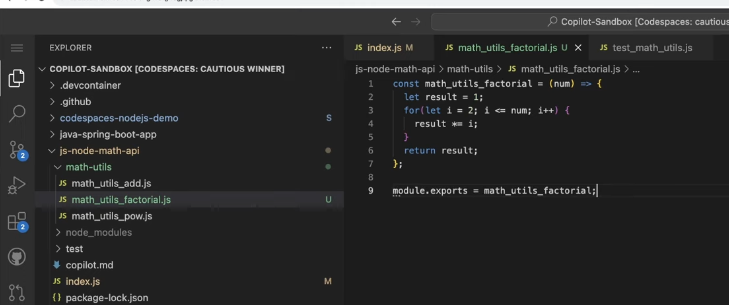 Copilot-Sandbox [Codespaces: cautious
EXPLORER
COPILOT-SANDBOX [CODESPACES: CAUTIOUS WINNER]
.devcontainer
.github
codespaces-nodejs-demo S
java-spring-boot-app
js-node-math-api
math-utils
JS math_utils_add.js
JS math_utils_factorial.js U
JS math_utils_pow.js
node_modules
test
copilot.md
JS index.js M
{} package-lock.json
2
2
JS index.js M
JS math_utils_factorial.js U
JS test_math_utils.js
js-node-math-api > math-utils > JS math_utils_factorial.js > ...
1 const math_utils_factorial = (num) => {
2 let result = 1;
3 for(let i = 2; i <= num; i++) {
4 result *= i;
5 }
6 return result;
7 };
8
9 module.exports = math_utils_factorial;